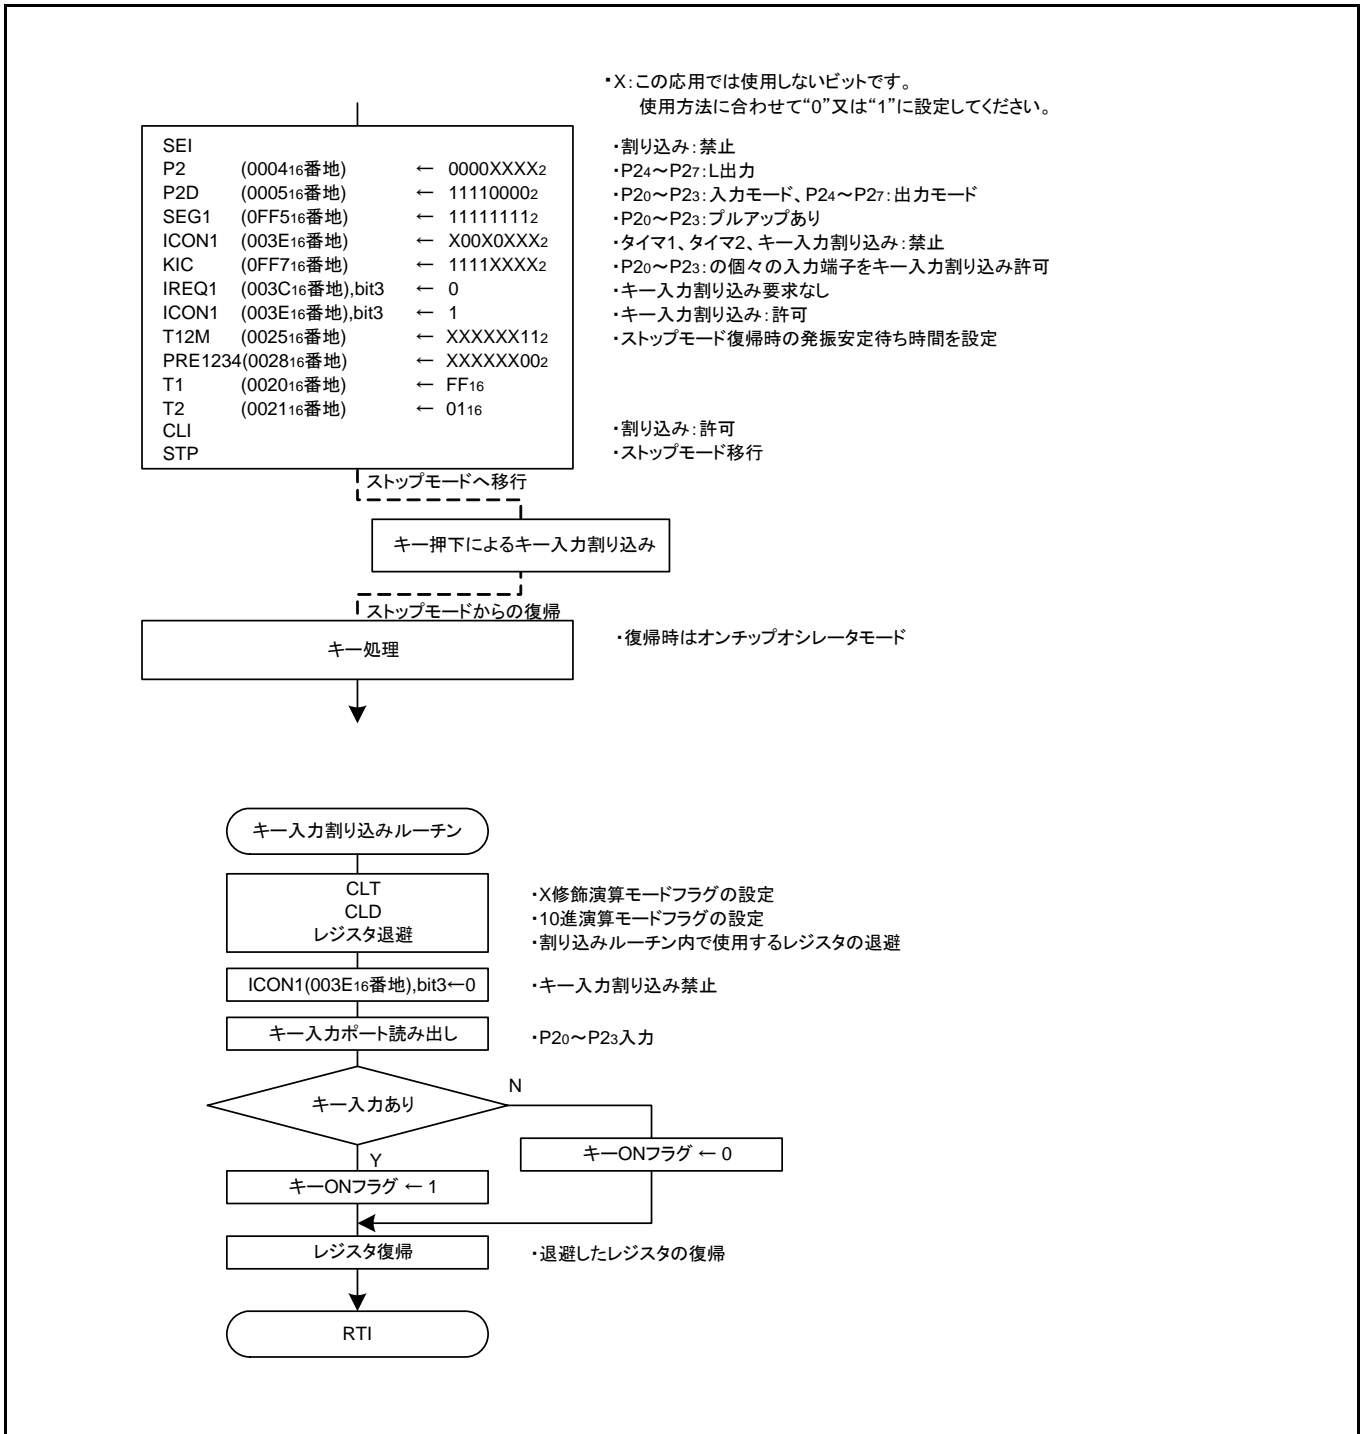 ・X：この応用では使用しないビットです。
使用方法に合わせて“0”又は“1”に設定してください。
SEI ・割り込み：禁止
P2 (000416番地) ← 0000XXXX2 ・P24～P27：L出力
P2D (000516番地) ← 111100002 ・P20～P23：入力モード、P24～P27：出力モード
SEG1 (0FF516番地) ← 111111112 ・P20～P23：プルアップあり
ICON1 (003E16番地) ← X00X0XXX2 ・タイマ1、タイマ2、キー入力割り込み：禁止
KIC (0FF716番地) ← 1111XXXX2 ・P20～P23：の個々の入力端子をキー入力割り込み許可
IREQ1 (003C16番地),bit3 ← 0 ・キー入力割り込み要求なし
ICON1 (003E16番地),bit3 ← 1 ・キー入力割り込み：許可
T12M (002516番地) ← XXXXXX112 ・ストップモード復帰時の発振安定待ち時間を設定
PRE1234(002816番地) ← XXXXXX002
T1 (002016番地) ← FF16
T2 (002116番地) ← 0116
CLI ・割り込み：許可
STP ・ストップモード移行
ストップモードへ移行
キー押下によるキー入力割り込み
ストップモードからの復帰
キー処理 ・復帰時はオンチップオシレータモード
キー入力割り込みルーチン
CLT ・X修飾演算モードフラグの設定
CLD ・10進演算モードフラグの設定
レジスタ退避 ・割り込みルーチン内で使用するレジスタの退避
ICON1(003E16番地),bit3←0 ・キー入力割り込み禁止
キー入力ポート読み出し ・P20～P23入力
キー入力あり
N
キーONフラグ ← 0
Y
キーONフラグ ← 1
レジスタ復帰 ・退避したレジスタの復帰
RTI